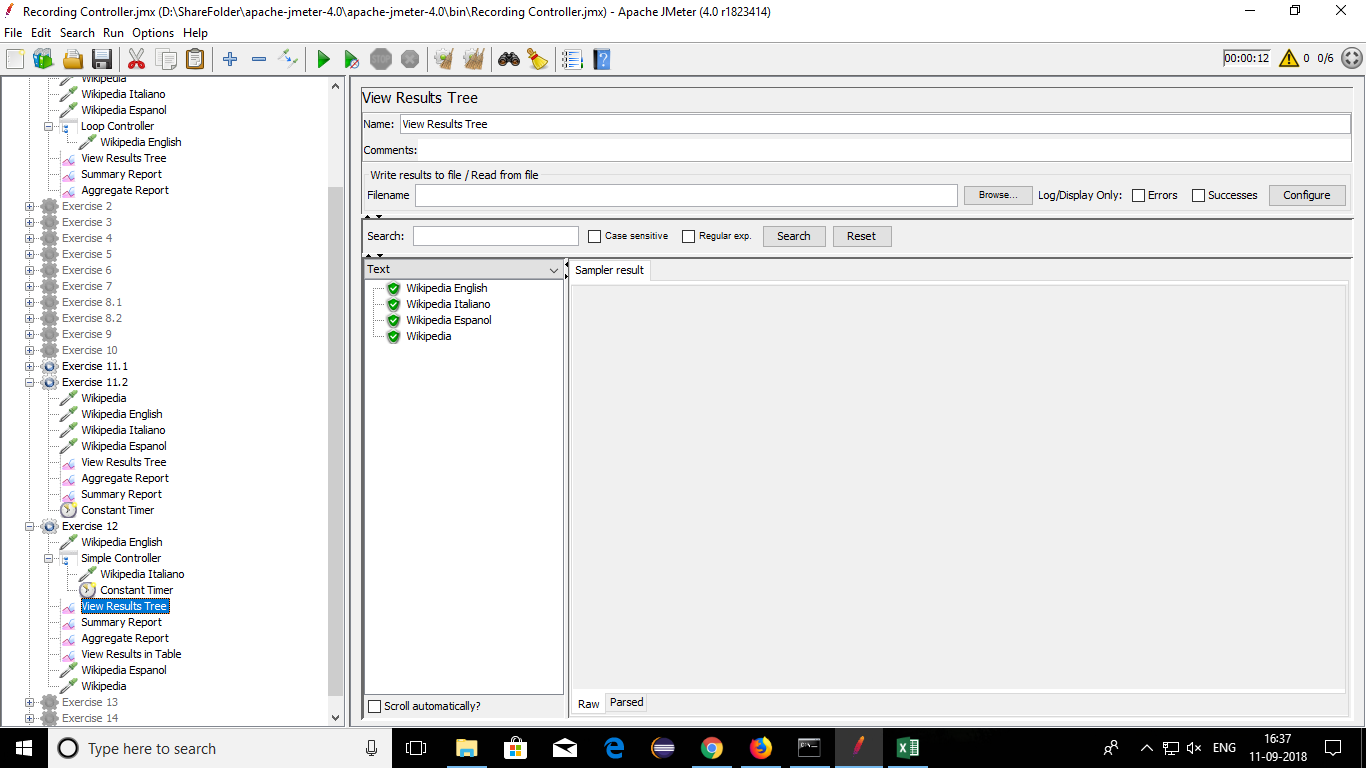 Recording Controller.jmx (D:\ShareFolder\apache-jmeter-4.0\apache-jmeter-4.0\bin\Recording Controller.jmx) - Apache JMeter (4.0 r1823414)
File Edit Search Run Options Help
STOP
00:00:12 0 0/6
Wikipedia
Wikipedia Italiano
Wikipedia Espanol
Loop Controller
Wikipedia English
View Results Tree
Summary Report
Aggregate Report
Exercise 2
Exercise 3
Exercise 4
Exercise 5
Exercise 6
Exercise 7
Exercise 8.1
Exercise 8.2
Exercise 9
Exercise 10
Exercise 11.1
Exercise 11.2
Wikipedia
Wikipedia English
Wikipedia Italiano
Wikipedia Espanol
View Results Tree
Aggregate Report
Summary Report
Constant Timer
Exercise 12
Wikipedia English
Simple Controller
Wikipedia Italiano
Constant Timer
View Results Tree
Summary Report
Aggregate Report
View Results in Table
Wikipedia Espanol
Wikipedia
Exercise 13
Exercise 14
View Results Tree
Name: View Results Tree
Comments:
Write results to file / Read from file
Filename Browse... Log/Display Only: Errors Successes Configure
Search: Case sensitive Regular exp. Search Reset
Text
Wikipedia English
Wikipedia Italiano
Wikipedia Espanol
Wikipedia
Scroll automatically?
Sampler result
Raw Parsed
Type here to search
ENG
16:37
11-09-2018